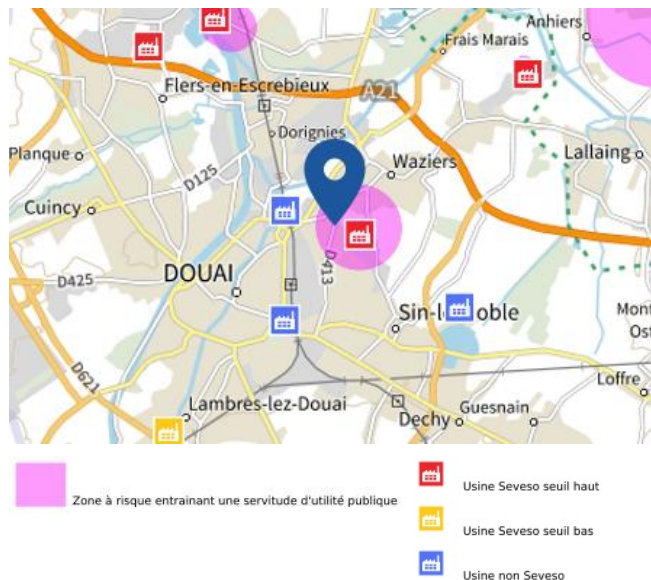 Anhiers
Frais Marais
A21
Flers-en-Escrebieux
Dorignies
Planque
D125
Waziers
Lallaing
Cuincy
D425
DOUAI
D413
Sin-l oble
Mont
Ost
D621
Loffre
Lambres-lez-Douai
Guesnain
Dechy
Zone à risque entrainant une servitude d'utilité publique
Usine Seveso seuil haut
Usine Seveso seuil bas
Usine non Seveso